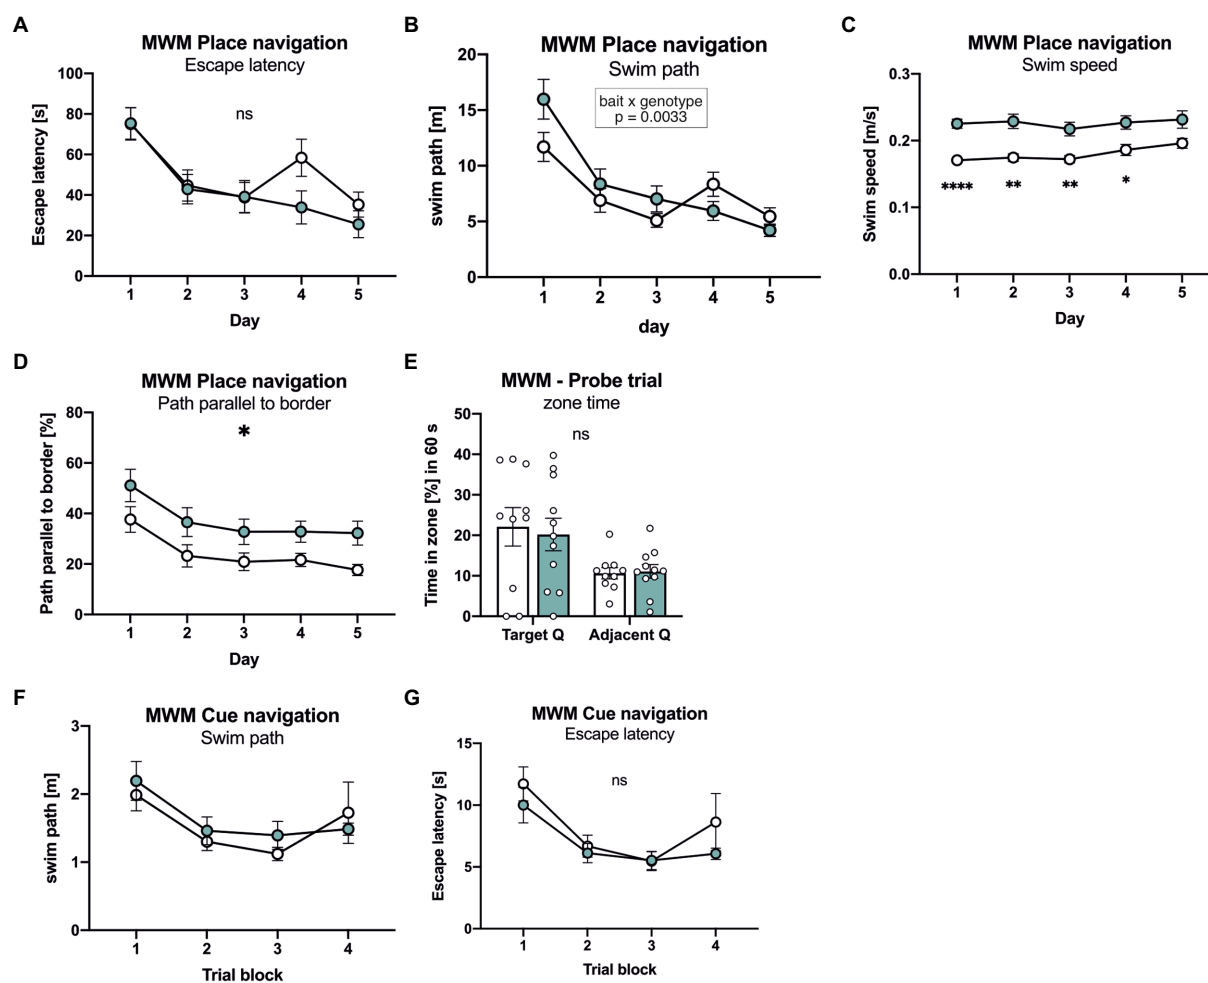 A
MWM Place navigation
Escape latency
Escape latency [s]
100
80
60
40
20
0
ns
1 2 3 4 5
Day
B
MWM Place navigation
Swim path
swim path [m]
20
15
10
5
0
bait x genotype
p = 0.0033
1 2 3 4 5
day
C
MWM Place navigation
Swim speed
Swim speed [m/s]
0.3
0.2
0.1
0.0
**** ** ** *
1 2 3 4 5
Day
D
MWM Place navigation
Path parallel to border
Path parallel to border [%]
80
60
40
20
0
*
1 2 3 4 5
Day
E
MWM - Probe trial
zone time
Time in zone [%] in 60 s
50
40
30
20
10
0
ns
Target Q Adjacent Q
F
MWM Cue navigation
Swim path
swim path [m]
3
2
1
0
1 2 3 4
Trial block
G
MWM Cue navigation
Escape latency
Escape latency [s]
15
10
5
0
ns
1 2 3 4
Trial block